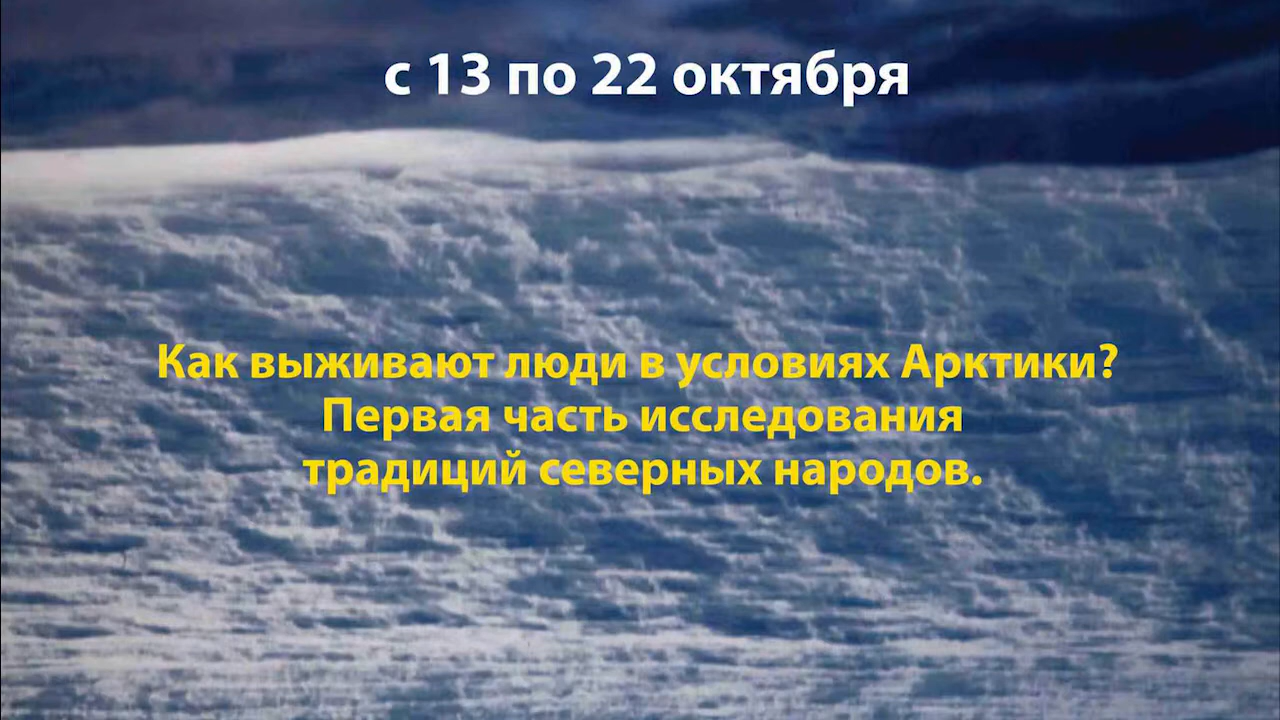 с 13 по 22 октября
Как выживают люди в условиях Арктики?
Первая часть исследования
традиций северных народов.